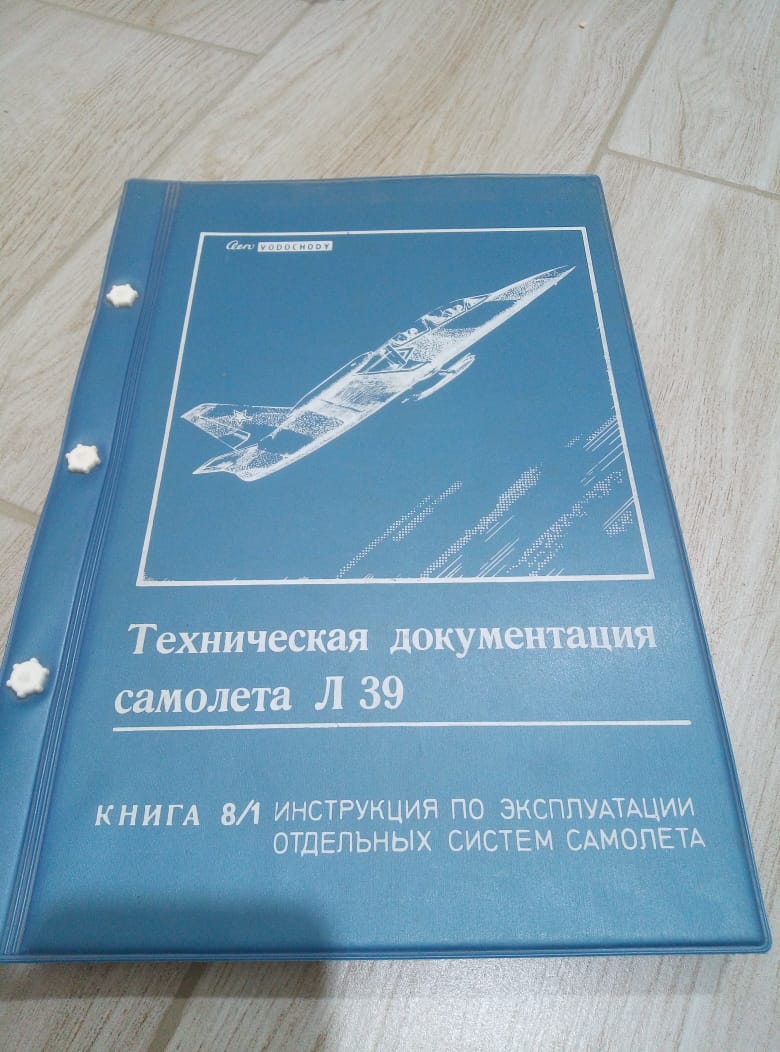 Aero VODOCHODY
Техническая документация
самолета Л 39
КНИГА 8/1 ИНСТРУКЦИЯ ПО ЭКСПЛУАТАЦИИ
ОТДЕЛЬНЫХ СИСТЕМ САМОЛЕТА